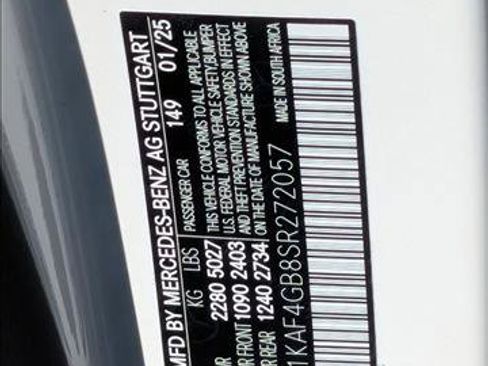 MFD BY MERCEDES-BENZ AG STUTTGART
149 01/25
KG LBS PASSENGER CAR
2280 5027 THIS VEHICLE CONFORMS TO ALL APPLICABLE
FRONT 1090 2403 U.S. FEDERAL MOTOR VEHICLE SAFETY, BUMPER
REAR 1240 2734 AND THEFT PREVENTION STANDARDS IN EFFECT
ON THE DATE OF MANUFACTURE SHOWN ABOVE
1KAF4GB8SR272057 MADE IN SOUTH AFRICA